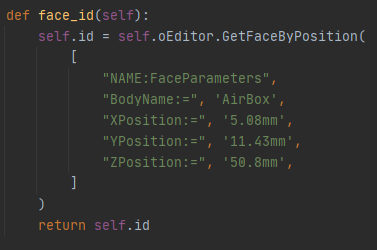 def face_id(self):
    self.id = self.oEditor.GetFaceByPosition(
        [
            "NAME:FaceParameters",
            "BodyName:=", 'AirBox',
            "XPosition:=", '5.08mm',
            "YPosition:=", '11.43mm',
            "ZPosition:=", '50.8mm',
        ]
    )
    return self.id